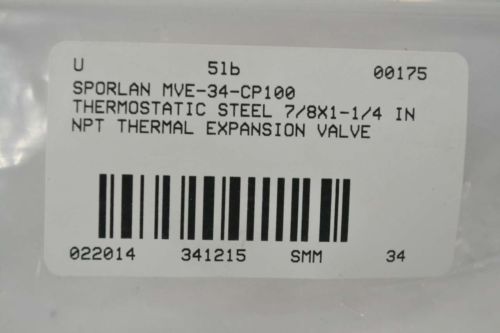 U 5lb 00175
SPORLAN MVE-34-CP100
THERMOSTATIC STEEL 7/8X1-1/4 IN
NPT THERMAL EXPANSION VALVE
022014 341215 SMM 34